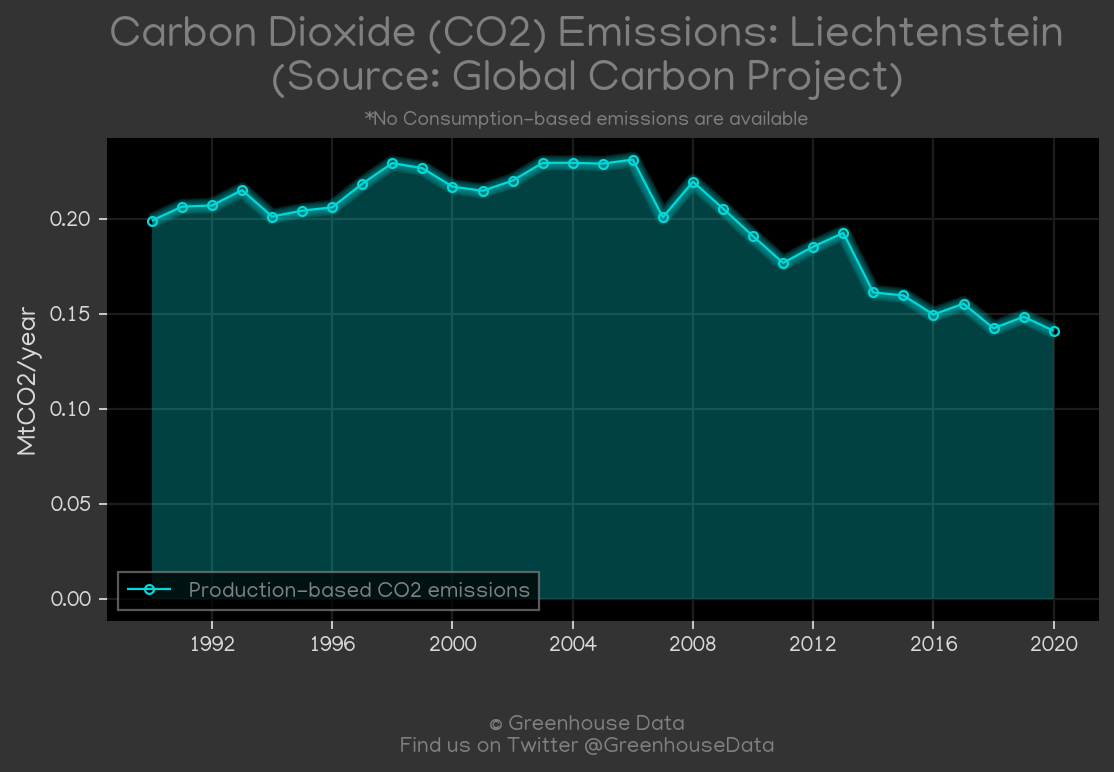 Carbon Dioxide (CO2) Emissions: Liechtenstein
(Source: Global Carbon Project)
*No Consumption-based emissions are available
MtCO2/year
0.20
0.15
0.10
0.05
0.00
Production-based CO2 emissions
1992 1996 2000 2004 2008 2012 2016 2020
© Greenhouse Data
Find us on Twitter @GreenhouseData